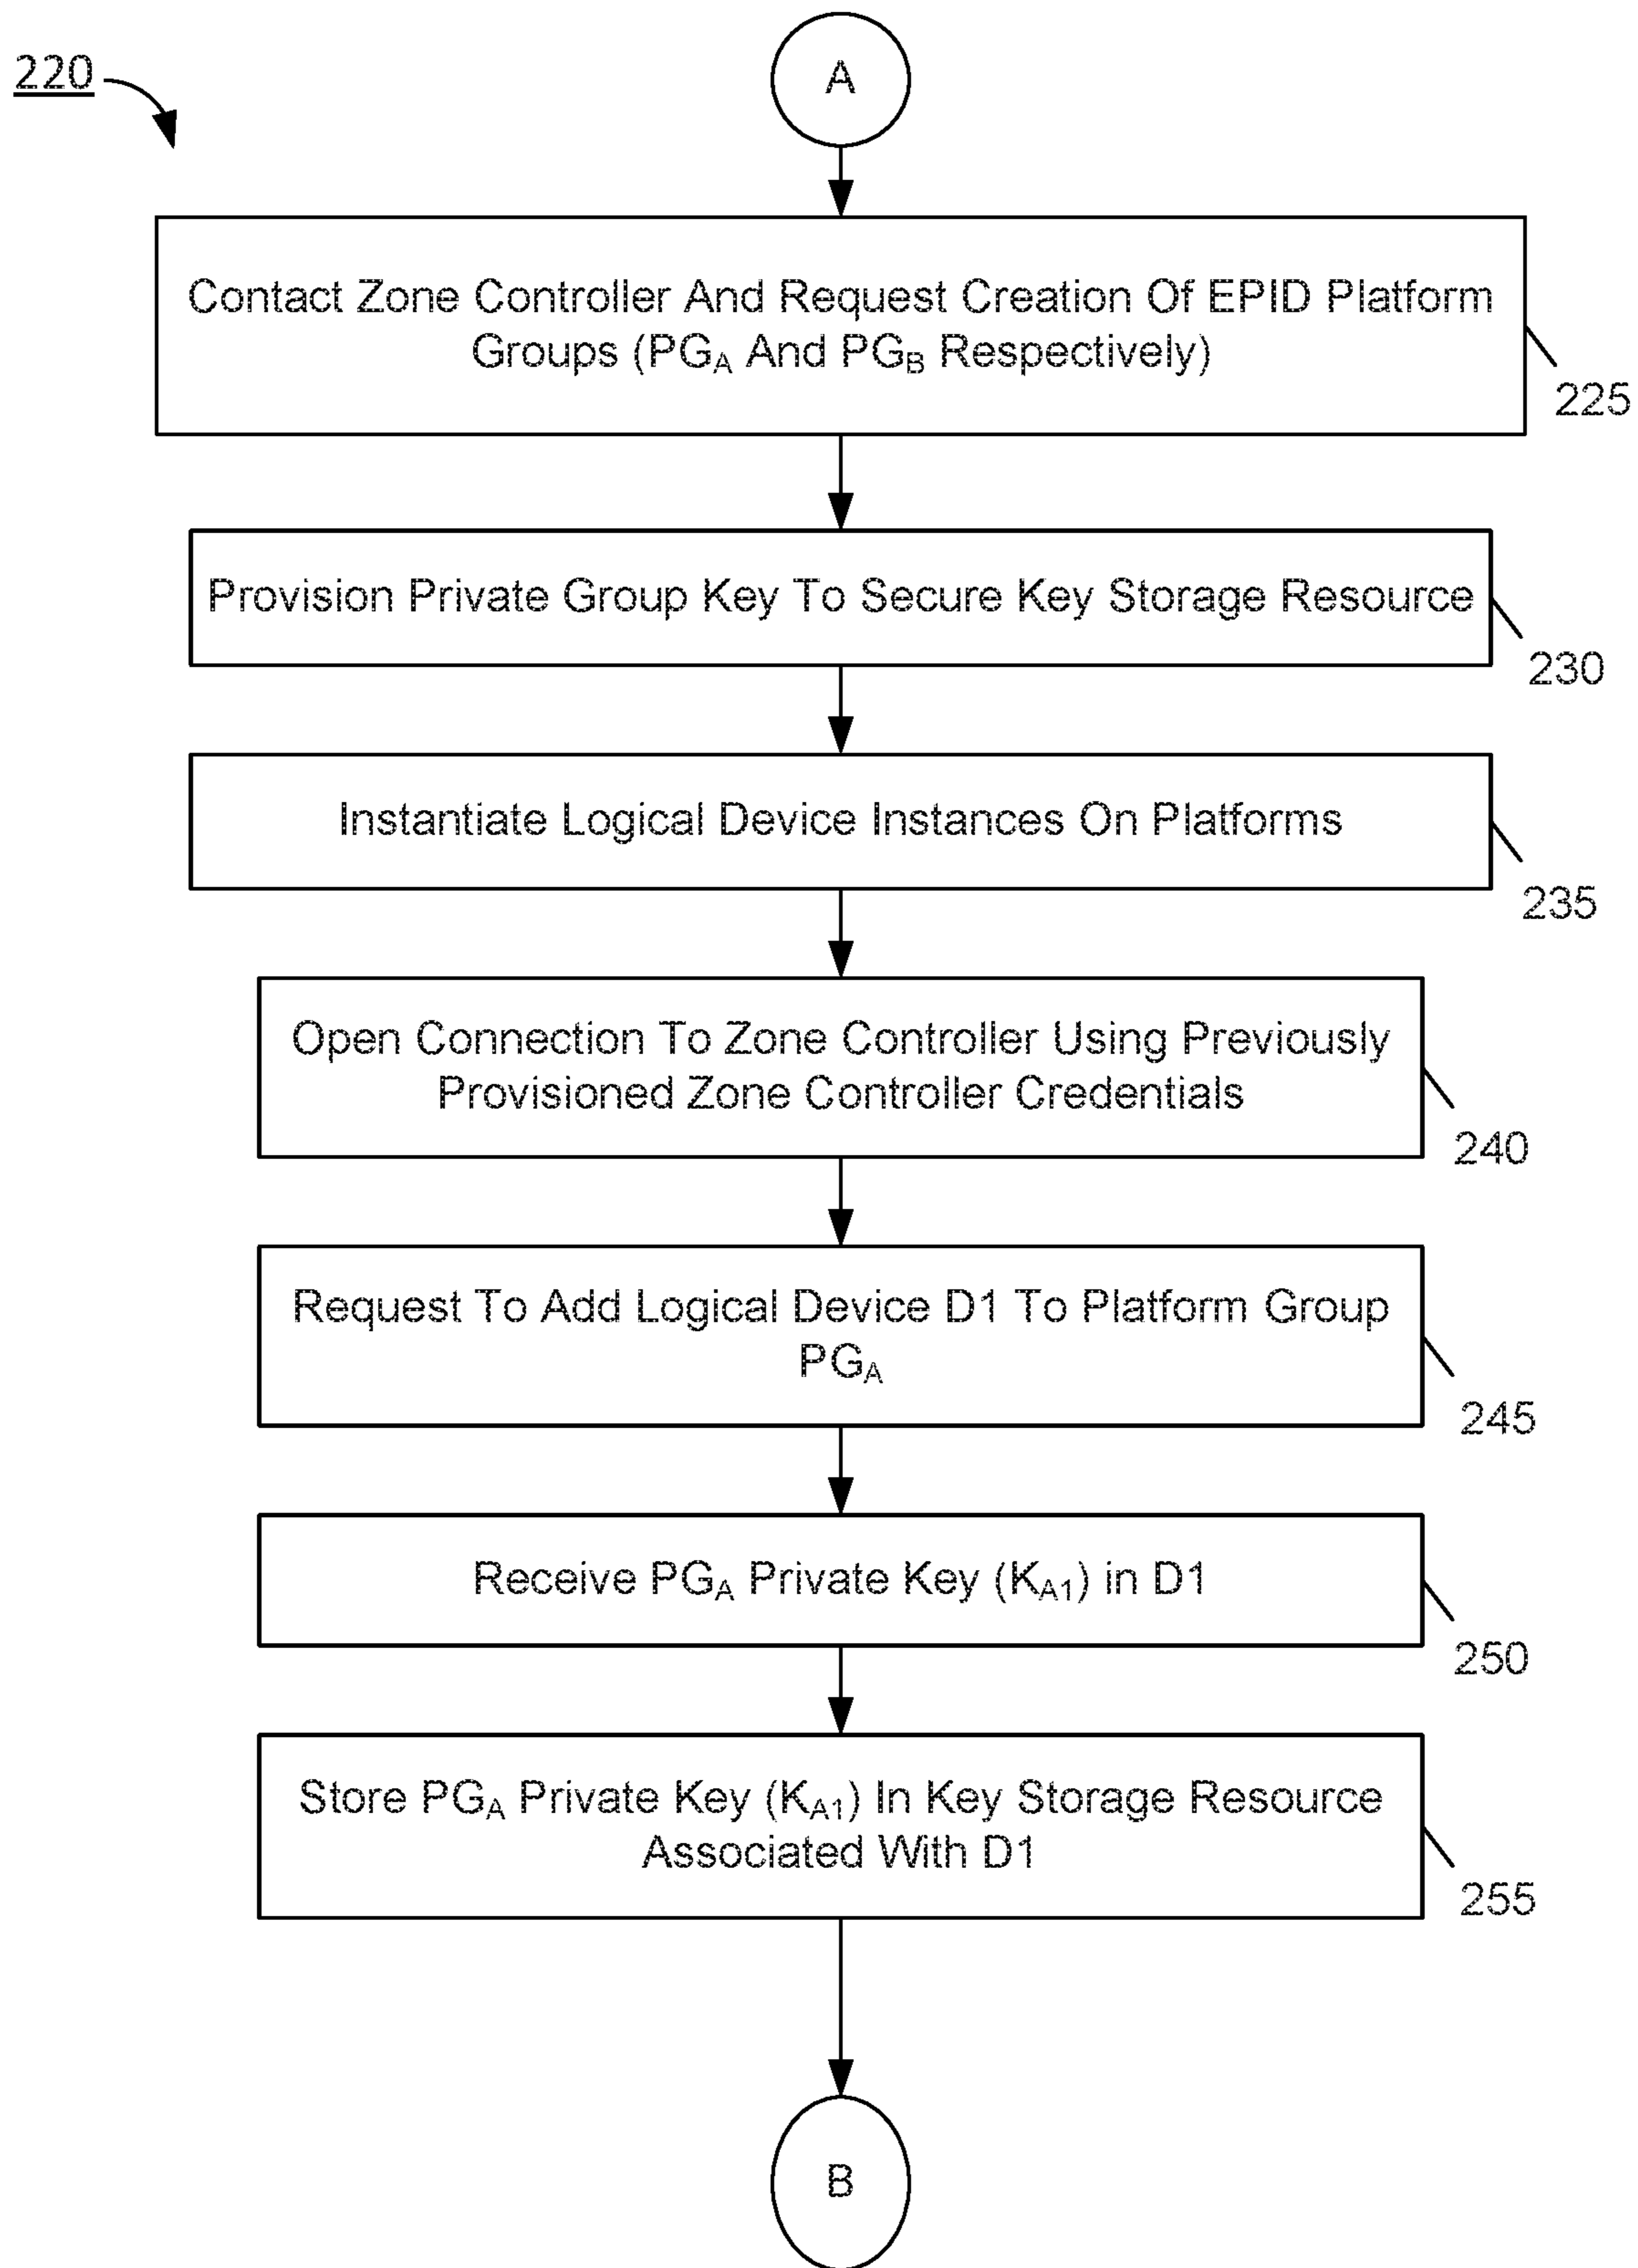 220
A
Contact Zone Controller And Request Creation Of EPID Platform
Groups (PGA And PGB Respectively)
225
Provision Private Group Key To Secure Key Storage Resource
230
Instantiate Logical Device Instances On Platforms
235
Open Connection To Zone Controller Using Previously
Provisioned Zone Controller Credentials
240
Request To Add Logical Device D1 To Platform Group
PGA
245
Receive PGA Private Key (KA1) in D1
250
Store PGA Private Key (KA1) In Key Storage Resource
Associated With D1
255
B